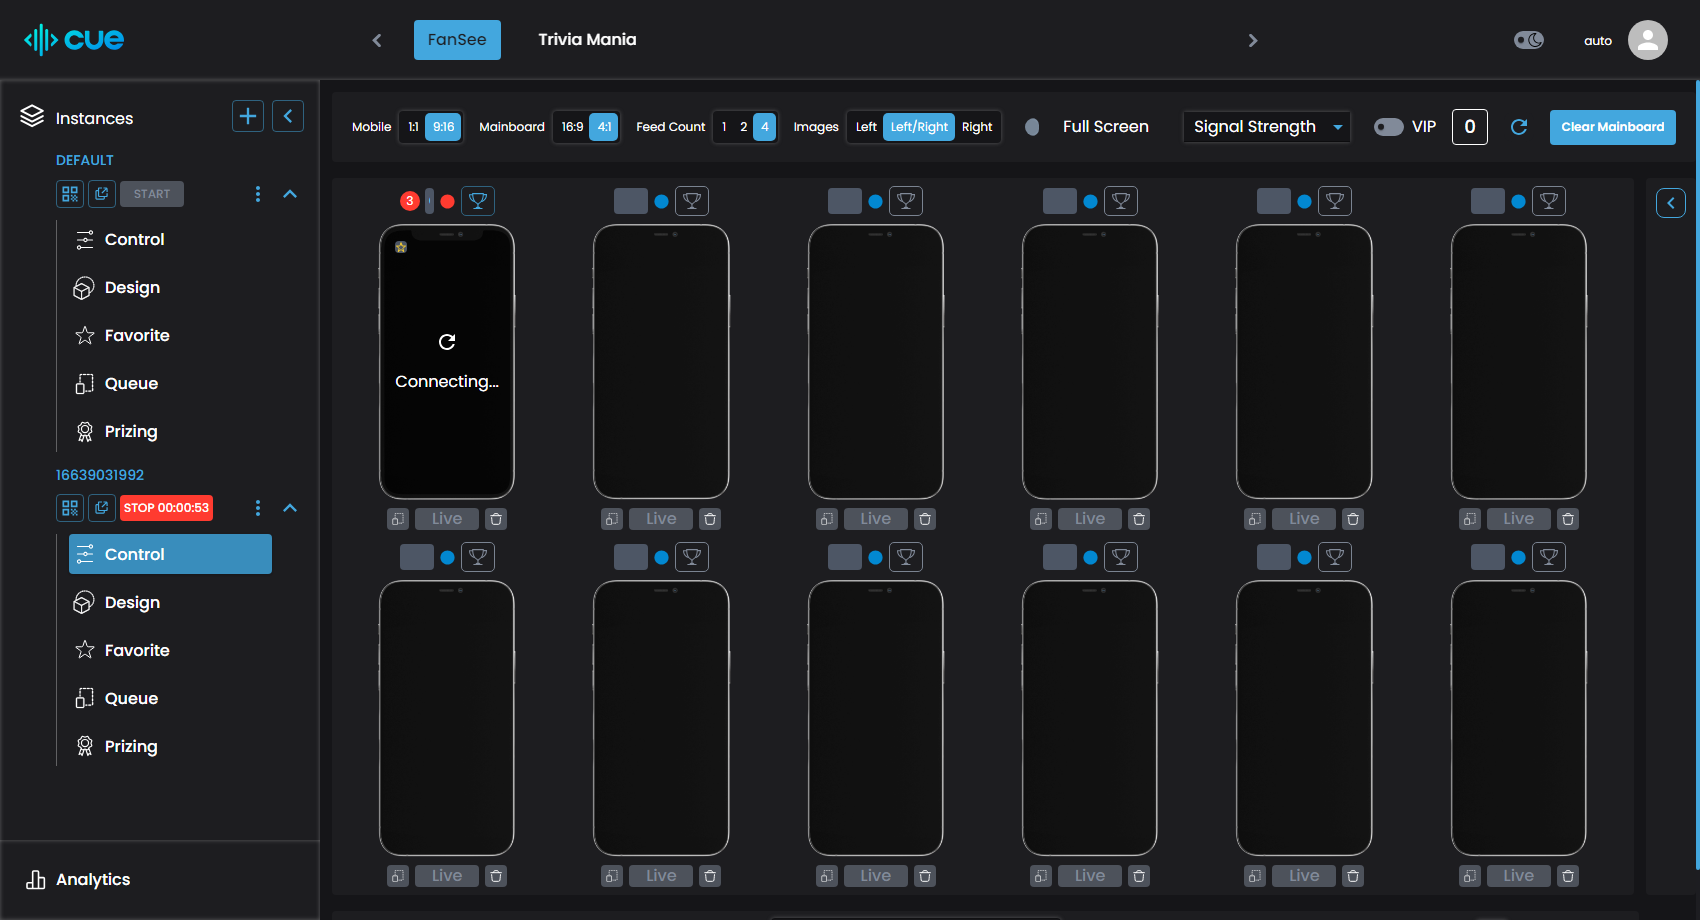 cue
FanSee Trivia Mania
auto
Instances
DEFAULT
START
Control
Design
Favorite
Queue
Prizing
16639031992
STOP 00:00:53
Control
Design
Favorite
Queue
Prizing
Analytics
Mobile 1:1 9:16 Mainboard 16:9 4:1 Feed Count 1 2 4 Images Left Left/Right Right Full Screen Signal Strength VIP 0 Clear Mainboard
3
Connecting...
Live Live Live Live Live Live
Live Live Live Live Live Live